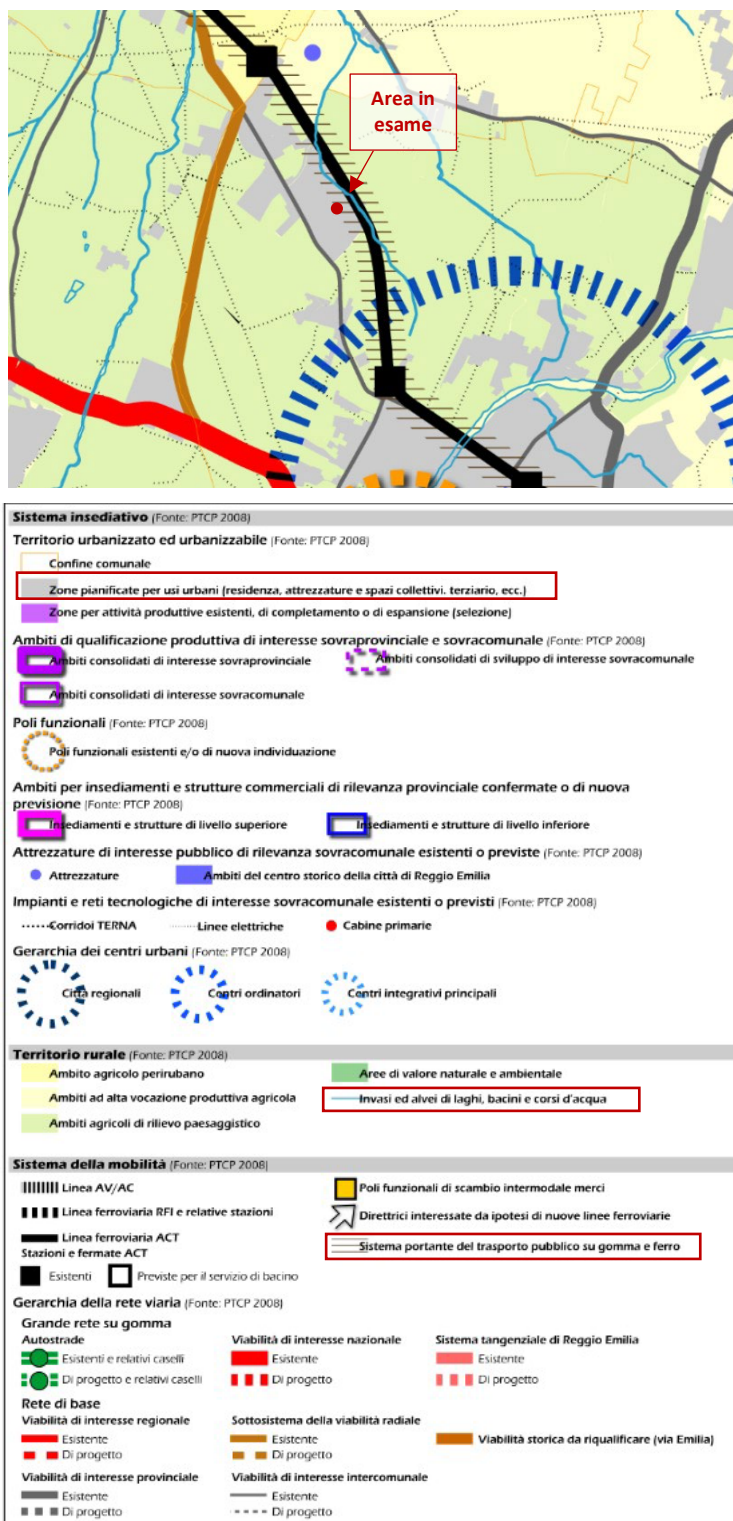 Area in
esame
Sistema insediativo (Fonte: PTCP 2008)
Territorio urbanizzato ed urbanizzabile (Fonte: PTCP 2008)
Confine comunale
Zone pianificate per usi urbani (residenza, attrezzature e spazi collettivi. terziario, ecc.)
Zone per attività produttive esistenti, di completamento o di espansione (selezione)
Ambiti di qualificazione produttiva di interesse sovraprovinciale e sovracomunale (Fonte: PTCP 2008)
Ambiti consolidati di interesse sovraprovinciale
Ambiti consolidati di sviluppo di interesse sovracomunale
Ambiti consolidati di interesse sovracomunale
Poli funzionali (Fonte: PTCP 2008)
Poli funzionali esistenti e/o di nuova individuazione
Ambiti per insediamenti e strutture commerciali di rilevanza provinciale confermate o di nuova
previsione (Fonte: PTCP 2008)
Insediamenti e strutture di livello superiore
Insediamenti e strutture di livello inferiore
Attrezzature di interesse pubblico di rilevanza sovracomunale esistenti o previste (Fonte: PTCP 2008)
Attrezzature
Ambiti del centro storico della città di Reggio Emilia
Impianti e reti tecnologiche di interesse sovracomunale esistenti o previsti (Fonte: PTCP 2008)
Corridoi TERNA
Linee elettriche
Cabine primarie
Gerarchia dei centri urbani (Fonte: PTCP 2008)
Città regionali
Centri ordinatori
Centri integrativi principali
Territorio rurale (Fonte: PTCP 2008)
Ambito agricolo perirubano
Aree di valore naturale e ambientale
Ambiti ad alta vocazione produttiva agricola
Invasi ed alvei di laghi, bacini e corsi d'acqua
Ambiti agricoli di rilievo paesaggistico
Sistema della mobilità (Fonte: PTCP 2008)
Linea AV/AC
Poli funzionali di scambio intermodale merci
Linea ferroviaria RFI e relative stazioni
Direttrici interessate da ipotesi di nuove linee ferroviarie
Linea ferroviaria ACT
Sistema portante del trasporto pubblico su gomma e ferro
Stazioni e fermate ACT
Esistenti
Previste per il servizio di bacino
Gerarchia della rete viaria (Fonte: PTCP 2008)
Grande rete su gomma
Autostrade
Viabilità di interesse nazionale
Sistema tangenziale di Reggio Emilia
Esistenti e relativi caselli
Esistente
Esistente
Di progetto e relativi caselli
Di progetto
Di progetto
Rete di base
Viabilità di interesse regionale
Sottosistema della viabilità radiale
Esistente
Esistente
Viabilità storica da riqualificare (via Emilia)
Di progetto
Di progetto
Viabilità di interesse provinciale
Viabilità di interesse intercomunale
Esistente
Esistente
Di progetto
Di progetto